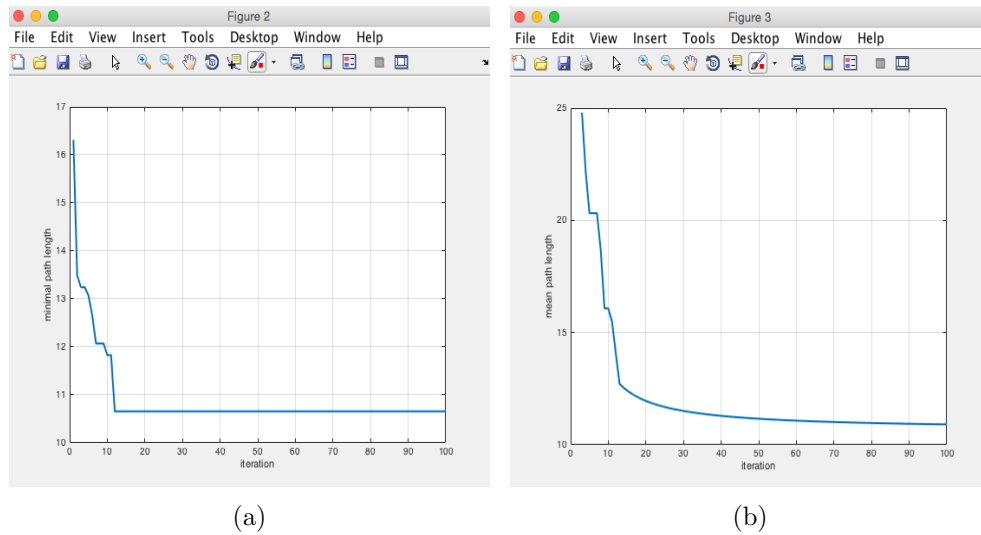 Figure 2
File Edit View Insert Tools Desktop Window Help
17
16
15
14
13
12
11
10
minimal path length
0 10 20 30 40 50 60 70 80 90 100
iteration
(a)
Figure 3
File Edit View Insert Tools Desktop Window Help
25
20
15
10
mean path length
0 10 20 30 40 50 60 70 80 90 100
iteration
(b)